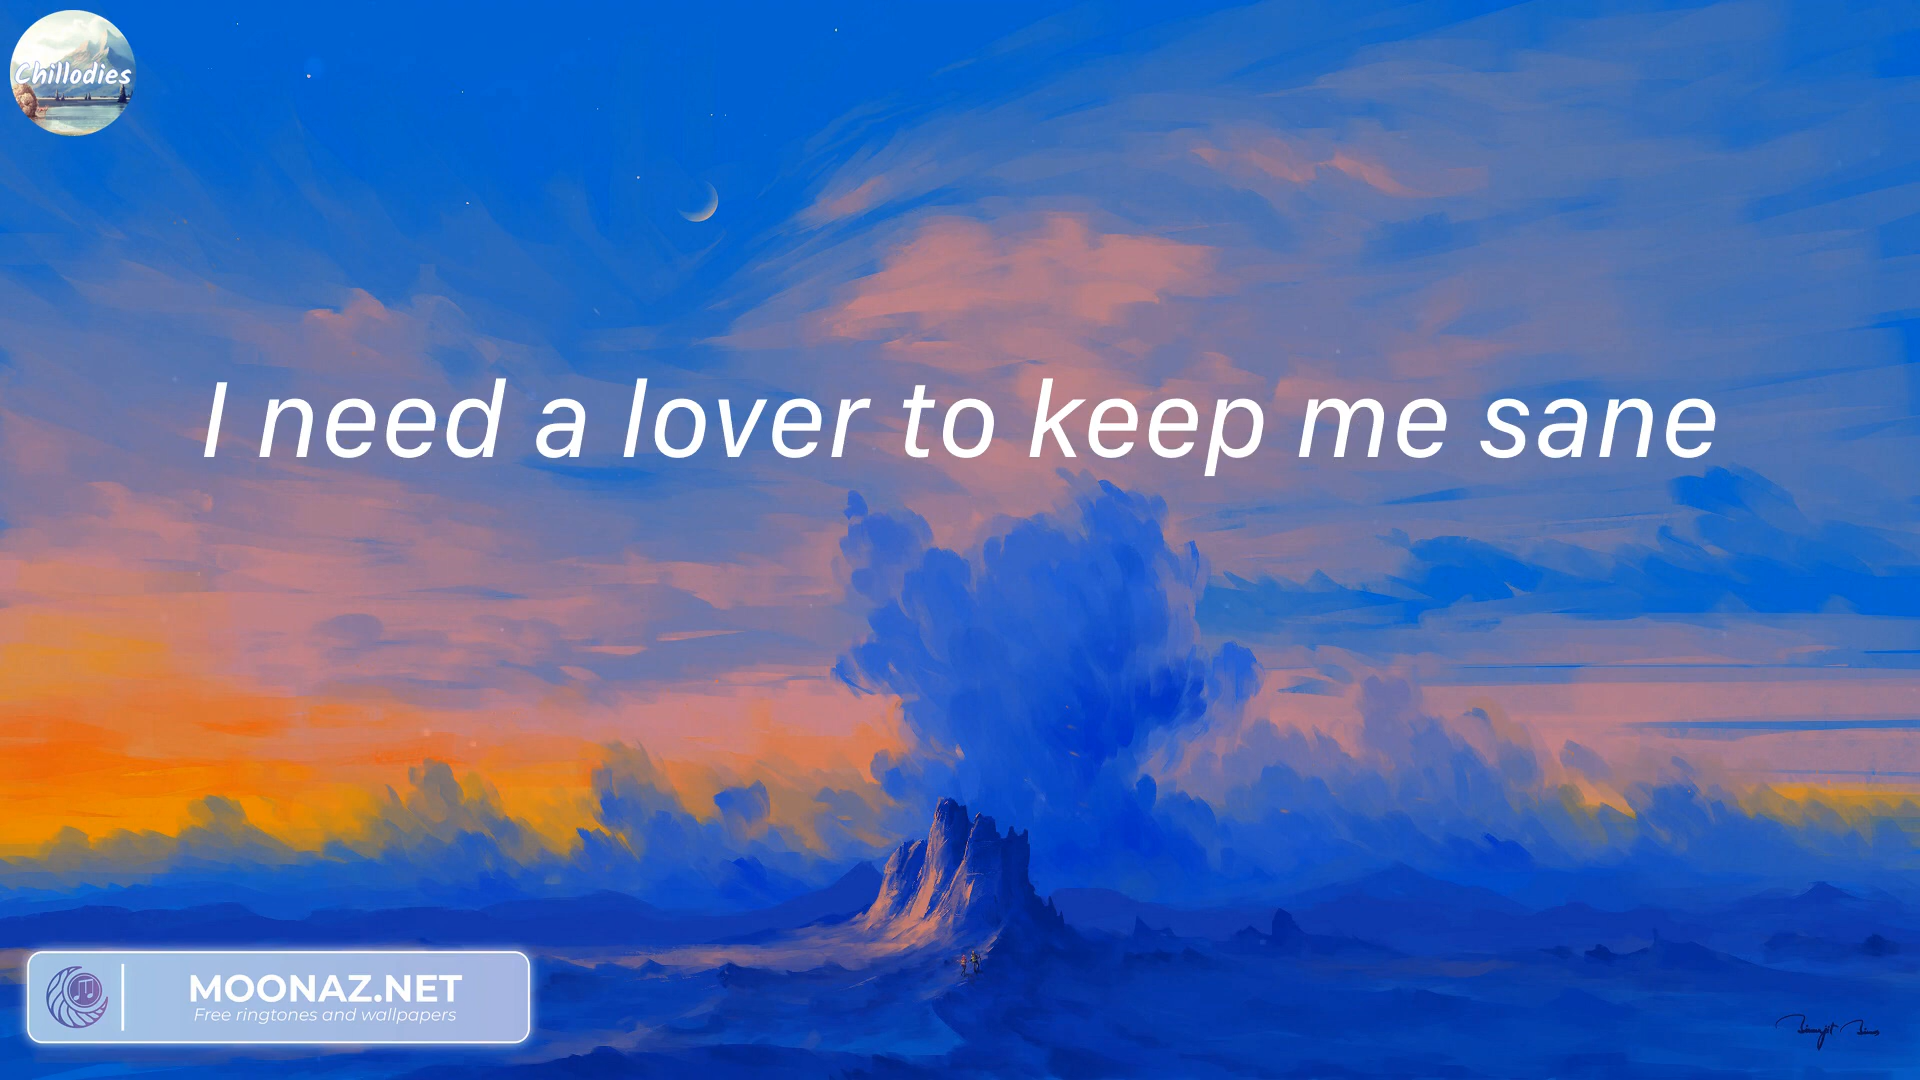 Chillodies
I need a lover to keep me sane
MOONAZ.NET
Free ringtones and wallpapers